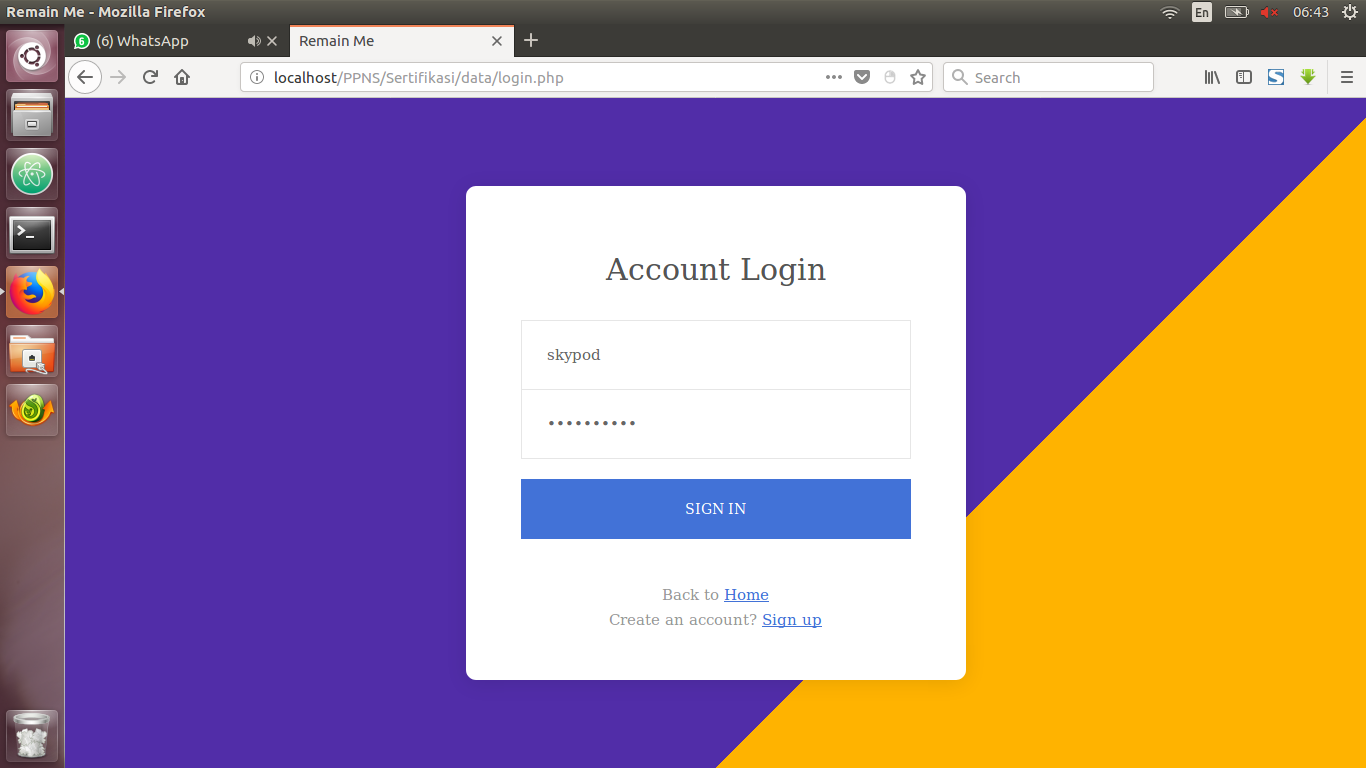 Remain Me - Mozilla Firefox
En
06:43
6
(6) WhatsApp
Remain Me
localhost/PPNS/Sertifikasi/data/login.php
Search
S
>_
Account Login
skypod
••••••••••
SIGN IN
Back to Home
Create an account? Sign up